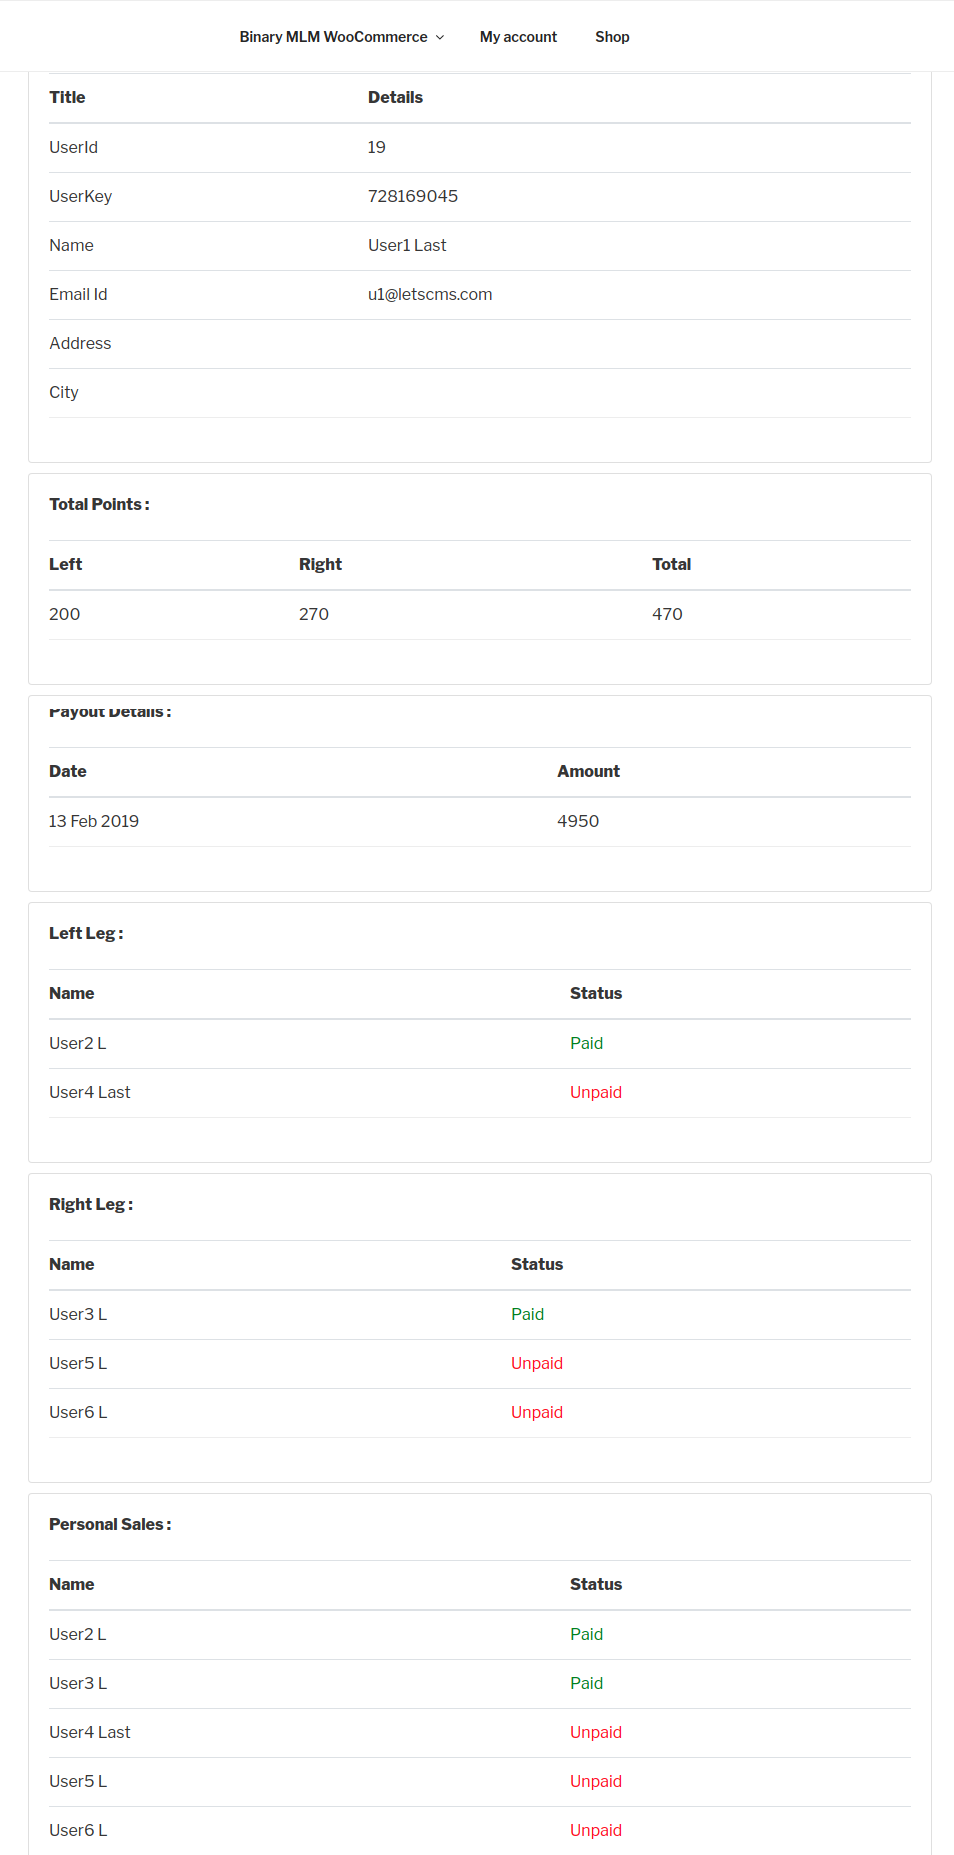 Binary MLM WooCommerce My account Shop
Title Details
UserId 19
UserKey 728169045
Name User1 Last
Email Id u1@letscms.com
Address
City
Total Points :
Left Right Total
200 270 470
Payout Details :
Date Amount
13 Feb 2019 4950
Left Leg :
Name Status
User2 L Paid
User4 Last Unpaid
Right Leg :
Name Status
User3 L Paid
User5 L Unpaid
User6 L Unpaid
Personal Sales :
Name Status
User2 L Paid
User3 L Paid
User4 Last Unpaid
User5 L Unpaid
User6 L Unpaid